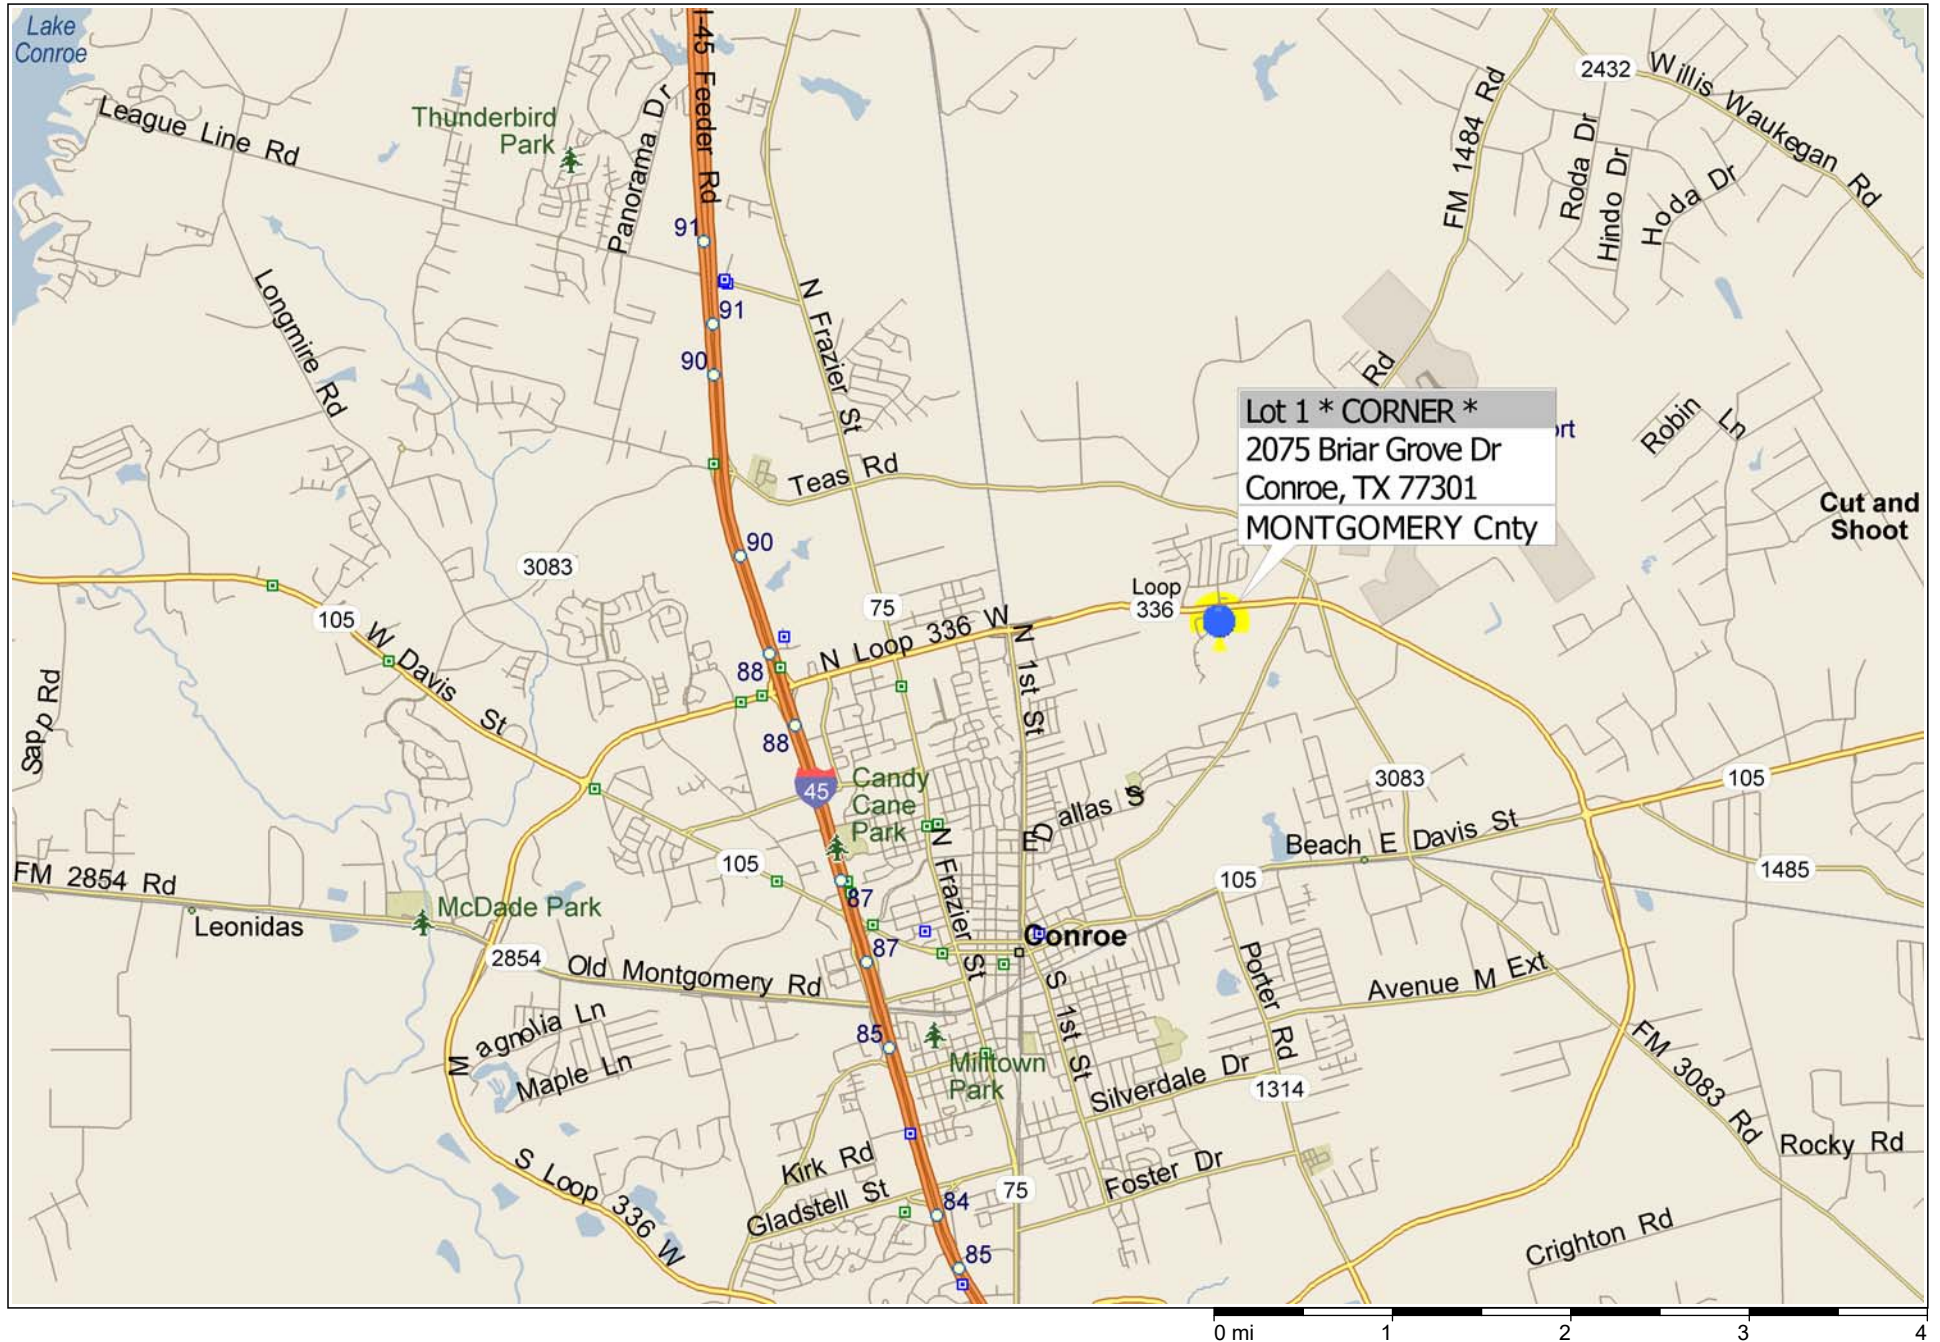 Lake
Conroe
League Line Rd
Thunderbird
Park
Panorama Dr
I-45 Feeder Rd
2432
Willis Waukegan Rd
FM 1484 Rd
Roda Dr
Hindo Dr
Hoda Dr
91
91
90
Longmire Rd
N Frazier St
Rd
Lot 1 * CORNER *
2075 Briar Grove Dr
Conroe, TX 77301
MONTGOMERY Cnty
ort
Robin Ln
Teas Rd
Cut and
Shoot
90
3083
105
W Davis St
75
Loop
336
N Loop 336 W
N 1st St
88
88
Sapp Rd
45
Candy
Cane
Park
3083
105
E Dallas St
Beach
E Davis St
105
105
1485
FM 2854 Rd
McDade Park
Leonidas
87
N Frazier St
Conroe
87
2854
Old Montgomery Rd
S 1st St
Porter Rd
Avenue M Ext
Magnolia Ln
Maple Ln
85
Milltown
Park
Silverdale Dr
1314
FM 3083 Rd
Rocky Rd
S Loop 336 W
Kirk Rd
Gladstell St
75
Foster Dr
84
85
Crighton Rd
0 mi 1 2 3 4